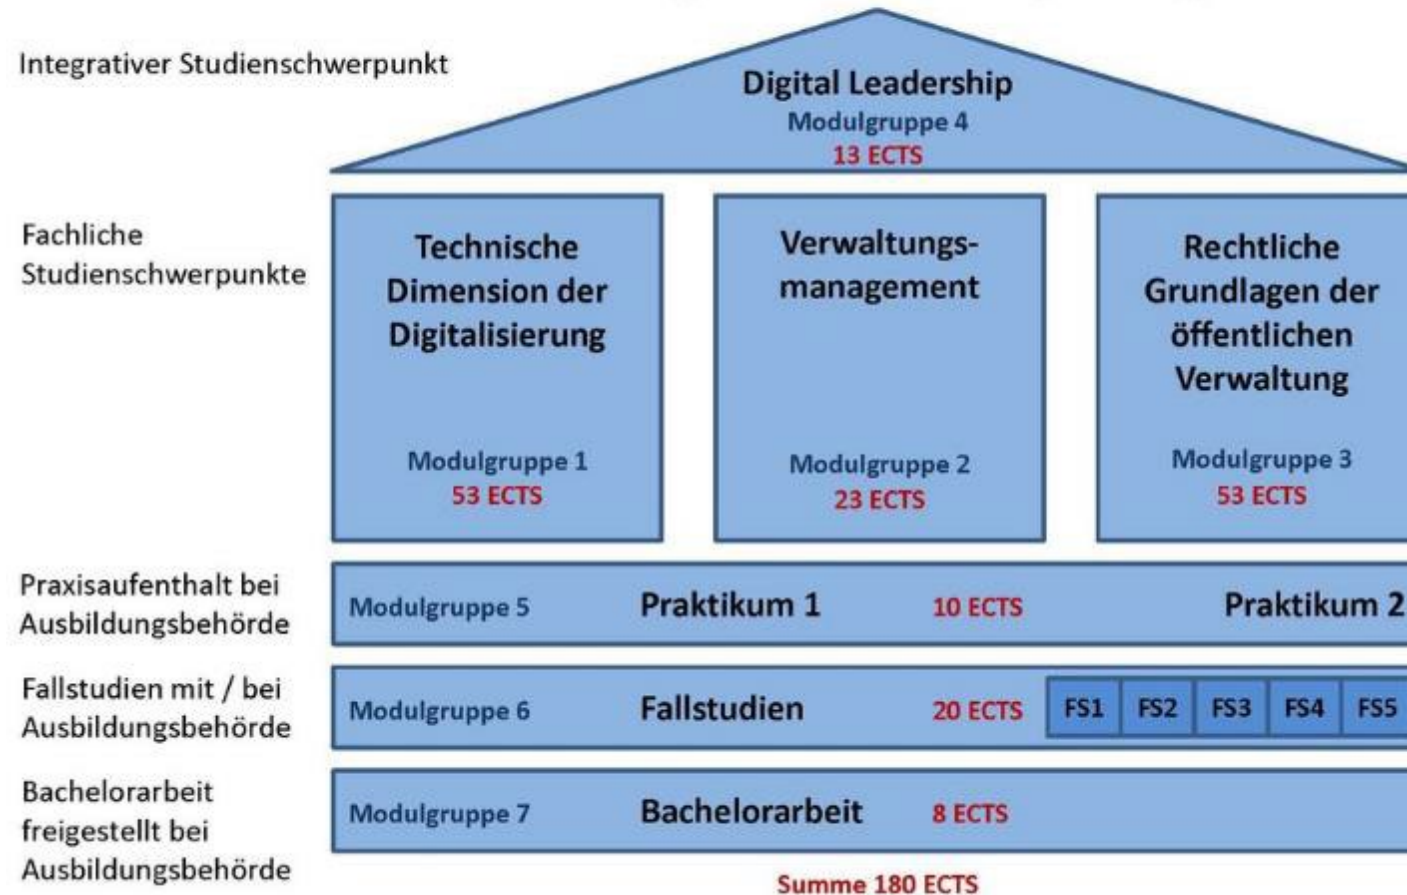 Integrativer Studienschwerpunkt
Digital Leadership
Modulgruppe 4
13 ECTS
Fachliche
Studienschwerpunkte
Technische
Dimension der
Digitalisierung
Modulgruppe 1
53 ECTS
Verwaltungs-
management
Modulgruppe 2
23 ECTS
Rechtliche
Grundlagen der
öffentlichen
Verwaltung
Modulgruppe 3
53 ECTS
Praxisaufenthalt bei
Ausbildungsbehörde
Modulgruppe 5 Praktikum 1 10 ECTS Praktikum 2
Fallstudien mit / bei
Ausbildungsbehörde
Modulgruppe 6 Fallstudien 20 ECTS FS1 FS2 FS3 FS4 FS5
Bachelorarbeit
freigestellt bei
Ausbildungsbehörde
Modulgruppe 7 Bachelorarbeit 8 ECTS
Summe 180 ECTS